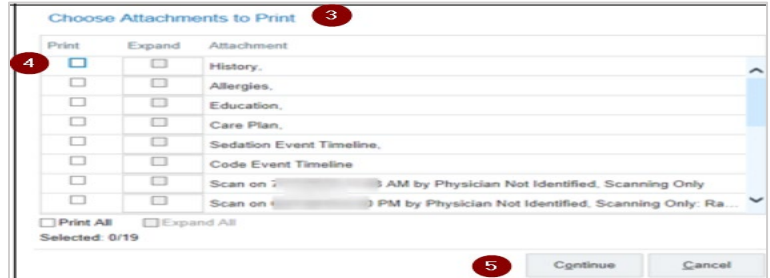 Choose Attachments to Print 3
Print Expand Attachment
4 History,
Allergies,
Education,
Care Plan,
Sedation Event Timeline,
Code Event Timeline
Scan on AM by Physician Not Identified, Scanning Only
Scan on PM by Physician Not Identified, Scanning Only: Ra...
Print All Expand All
Selected: 0/19
5 Continue Cancel